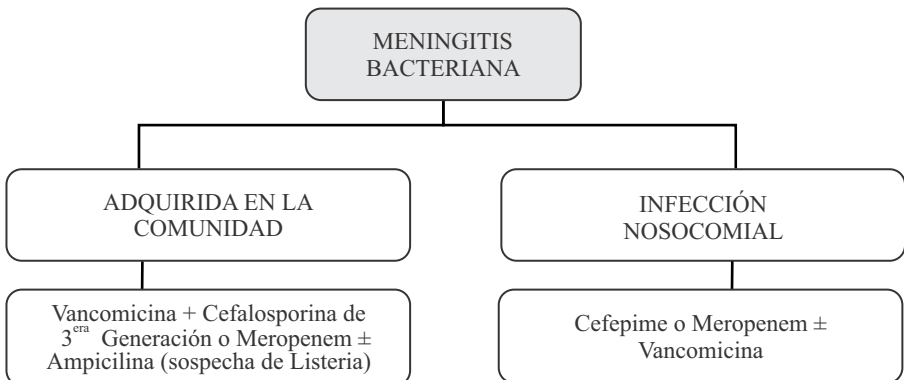 MENINGITIS
BACTERIANA
ADQUIRIDA EN LA
COMUNIDAD
INFECCIÓN
NOSOCOMIAL
Vancomicina + Cefalosporina de
3era Generación o Meropenem ±
Ampicilina (sospecha de Listeria)
Cefepime o Meropenem ±
Vancomicina